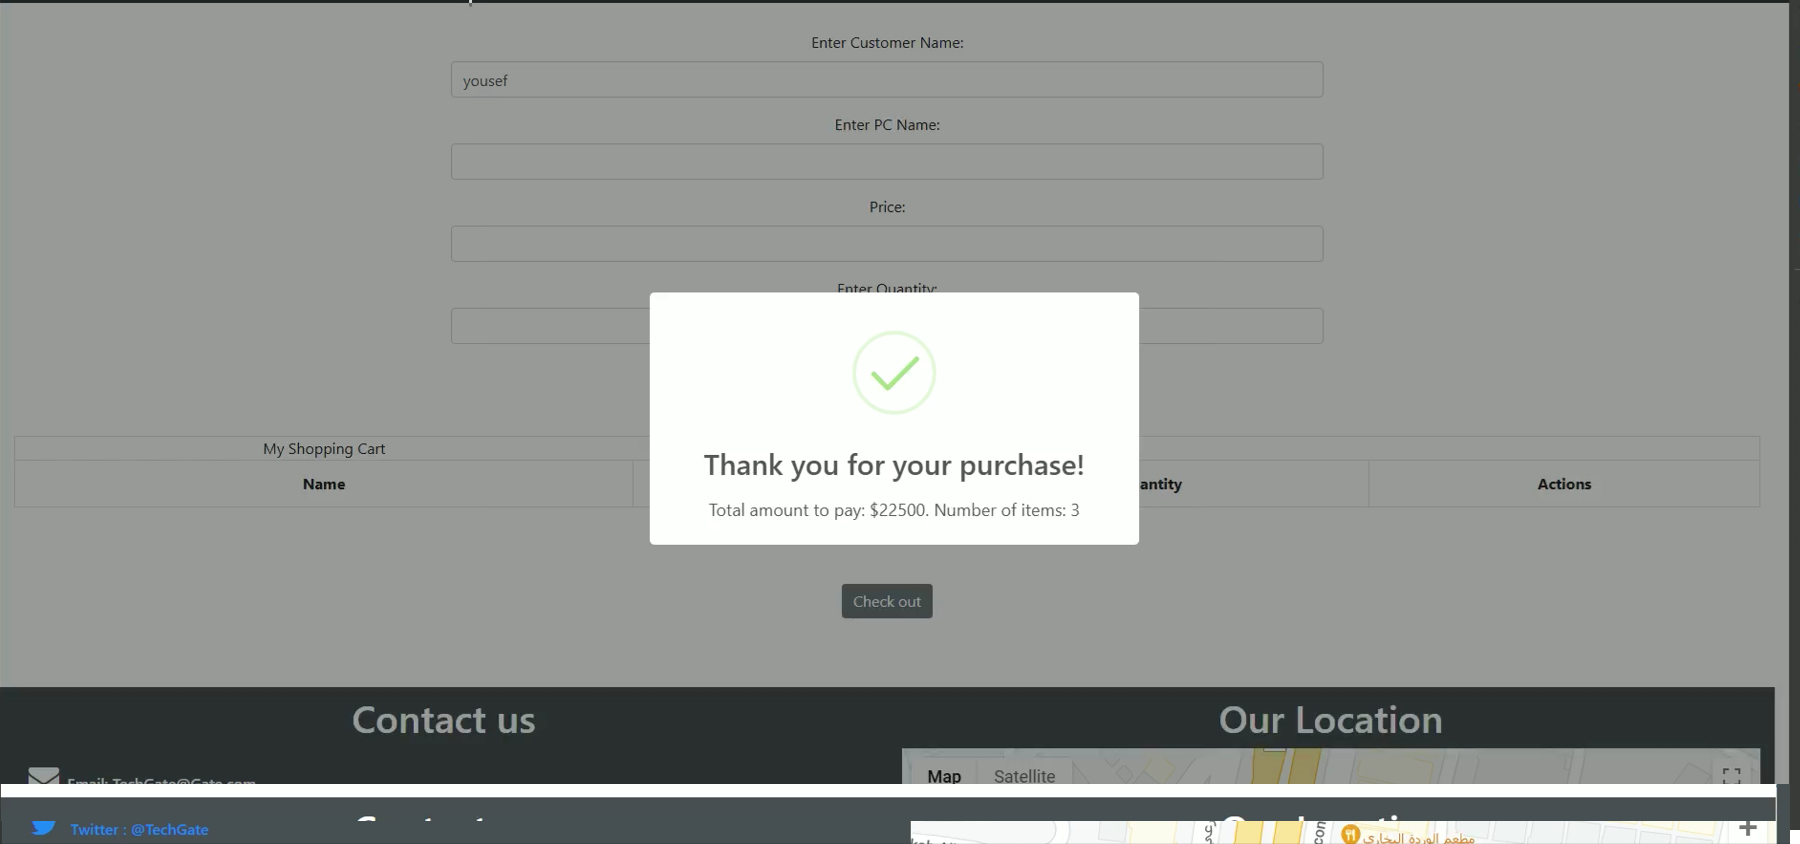 Enter Customer Name:
yousef
Enter PC Name:
Price:
Enter Quantity:
Thank you for your purchase!
Total amount to pay: $22500. Number of items: 3
My Shopping Cart
Name
antity
Actions
Check out
Contact us
Our Location
Email: TechGate@Gate.com
Map
Satellite
Twitter : @TechGate
مطعم الوردة البخاري